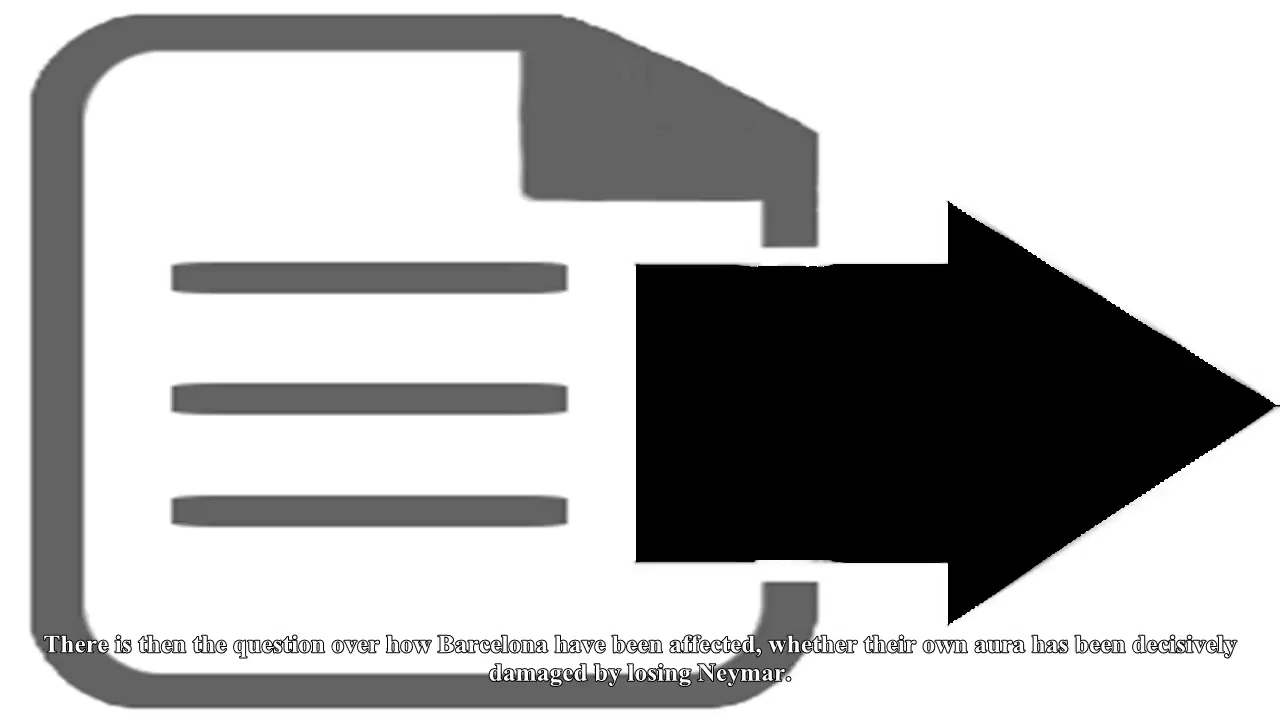 There is then the question over how Barcelona have been affected, whether their own aura has been decisively
damaged by losing Neymar.